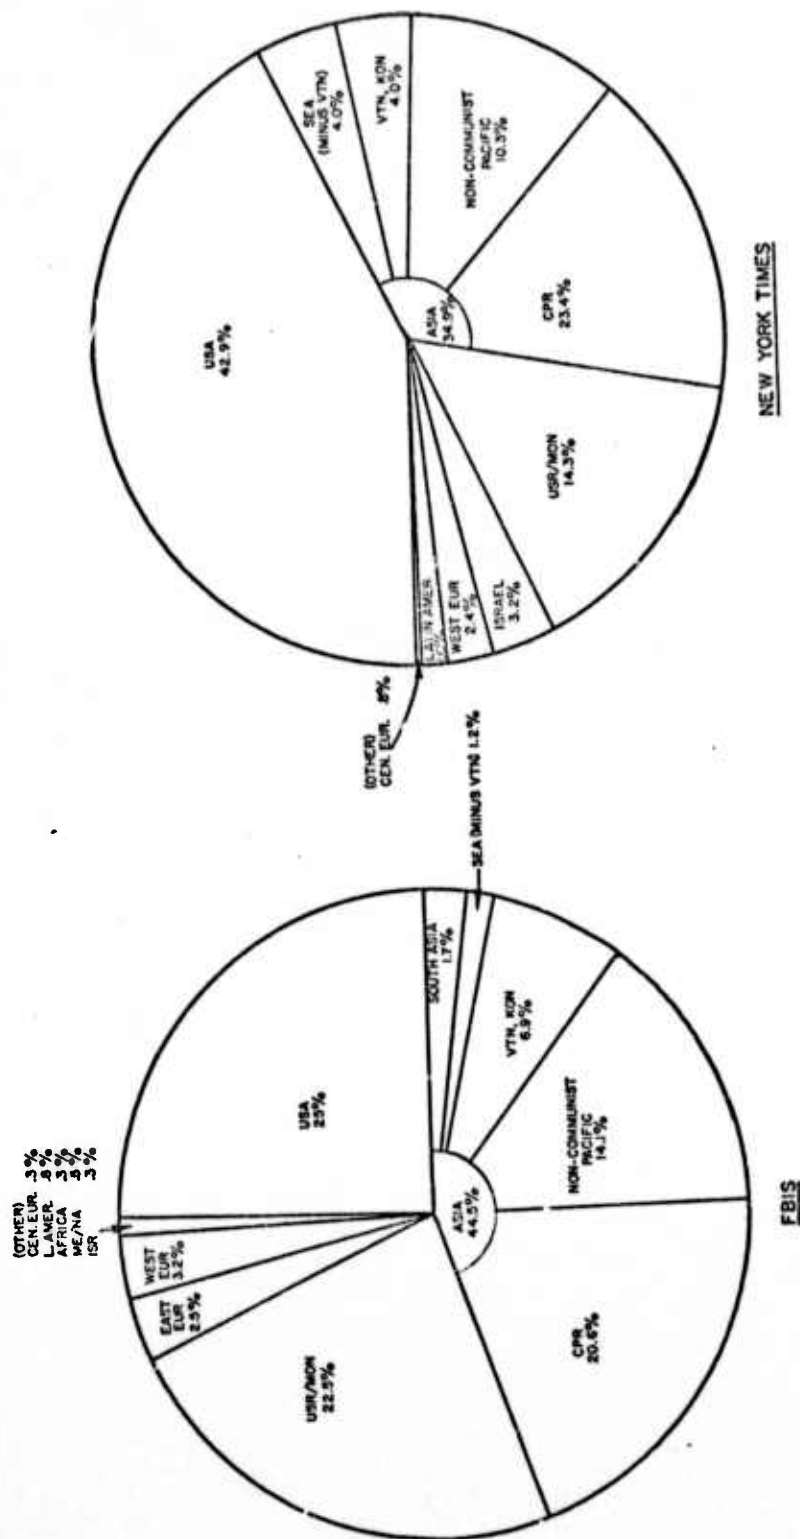 (OTHER)
CEN. EUR. .3%
L. AMER. .8%
AFRICA .3%
ME/NA .8%
ISR .3%
WEST
EUR
3.2%
EAST
EUR
2.5%
USA
25%
USR/MON
22.5%
ASIA
44.5%
SOUTH ASIA
1.7%
SEA (MINUS VTN) 1.2%
VTN, KON
6.9%
NON-COMMUNIST
PACIFIC
14.1%
CPR
20.6%
FBIS
USA
42.9%
SEA
(MINUS VTN)
4.0%
VTN, KON
4.0%
(OTHER)
CEN. EUR. .8%
LATIN AMER
WEST EUR
2.4%
ISRAEL
3.2%
ASIA
34.9%
NON-COMMUNIST
PACIFIC
10.3%
USR/MON
14.3%
CPR
23.4%
NEW YORK TIMES